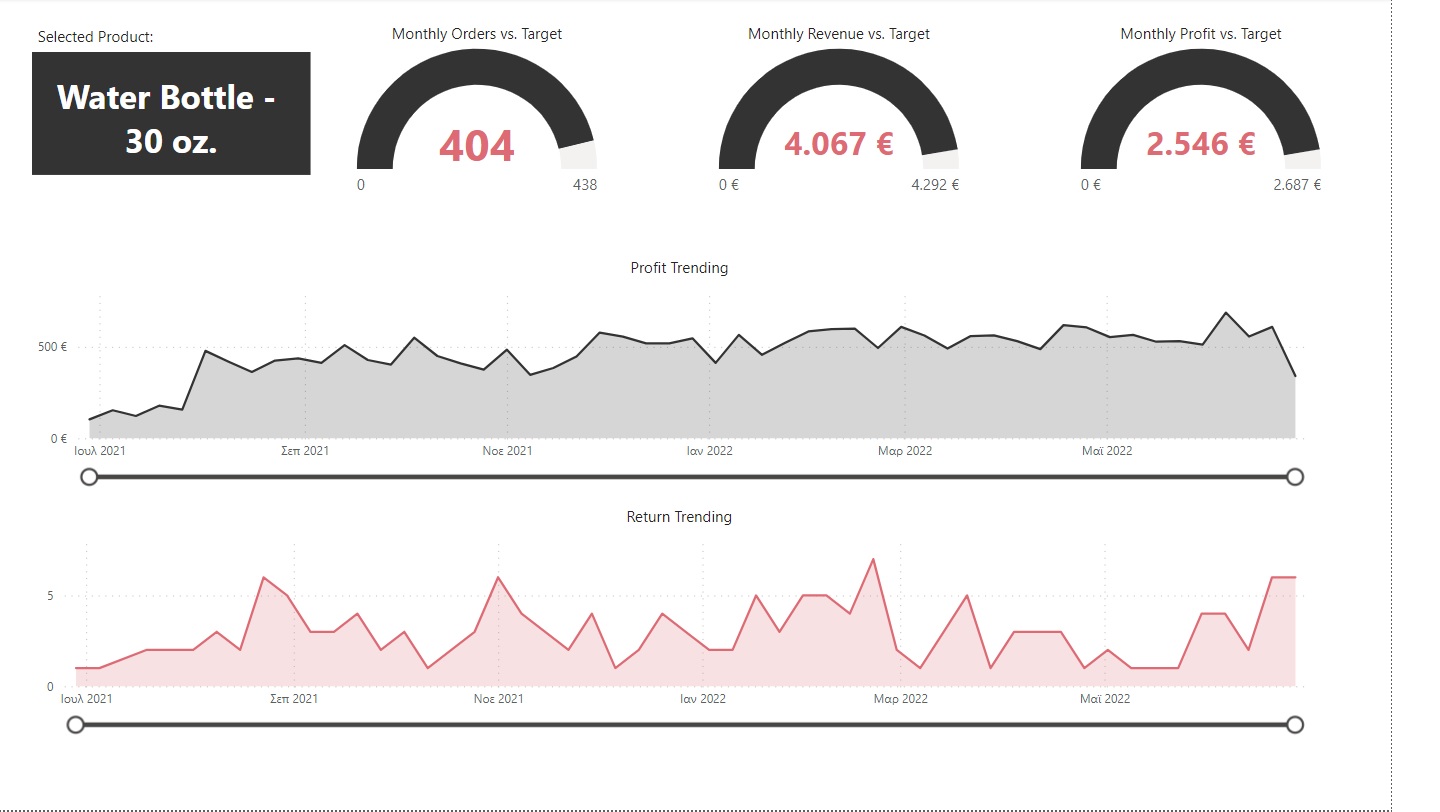 Selected Product:
Water Bottle -
30 oz.
Monthly Orders vs. Target
404
0
438
Monthly Revenue vs. Target
4.067 €
0 €
4.292 €
Monthly Profit vs. Target
2.546 €
0 €
2.687 €
Profit Trending
500 €
0 €
Ιουλ 2021
Σεπ 2021
Νοε 2021
Ιαν 2022
Μαρ 2022
Μαϊ 2022
Return Trending
5
0
Ιουλ 2021
Σεπ 2021
Νοε 2021
Ιαν 2022
Μαρ 2022
Μαϊ 2022